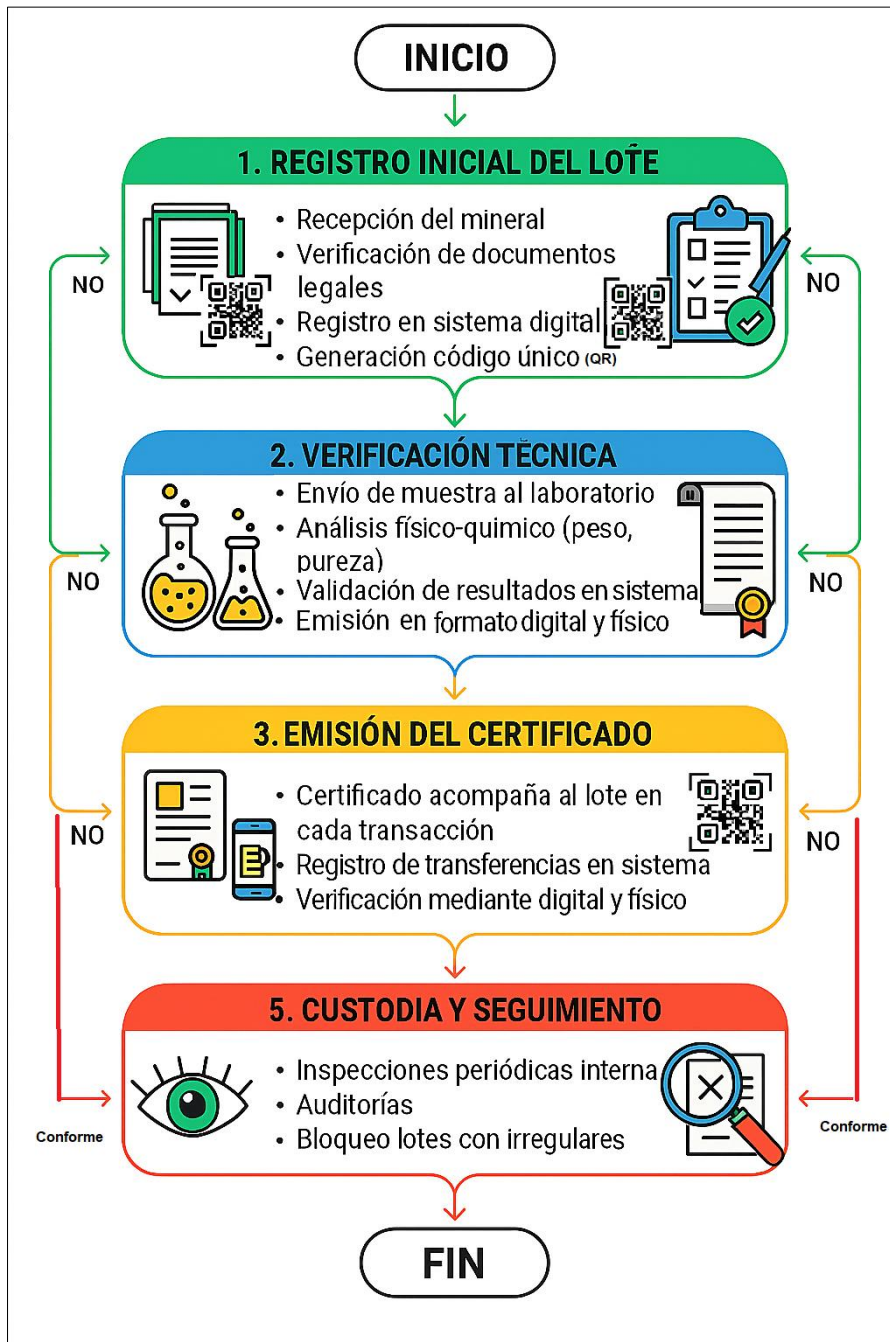 INICIO
1. REGISTRO INICIAL DEL LOTE
• Recepción del mineral
• Verificación de documentos
legales
• Registro en sistema digital
• Generación código único (QR)
NO
NO
2. VERIFICACIÓN TÉCNICA
• Envío de muestra al laboratorio
• Análisis físico-quimico (peso,
pureza)
• Validación de resultados en sistema
• Emisión en formato digital y físico
NO
NO
3. EMISIÓN DEL CERTIFICADO
• Certificado acompaña al lote en
cada transacción
• Registro de transferencias en sistema
• Verificación mediante digital y físico
NO
NO
5. CUSTODIA Y SEGUIMIENTO
• Inspecciones periódicas interna
• Auditorías
• Bloqueo lotes con irregulares
Conforme
Conforme
FIN